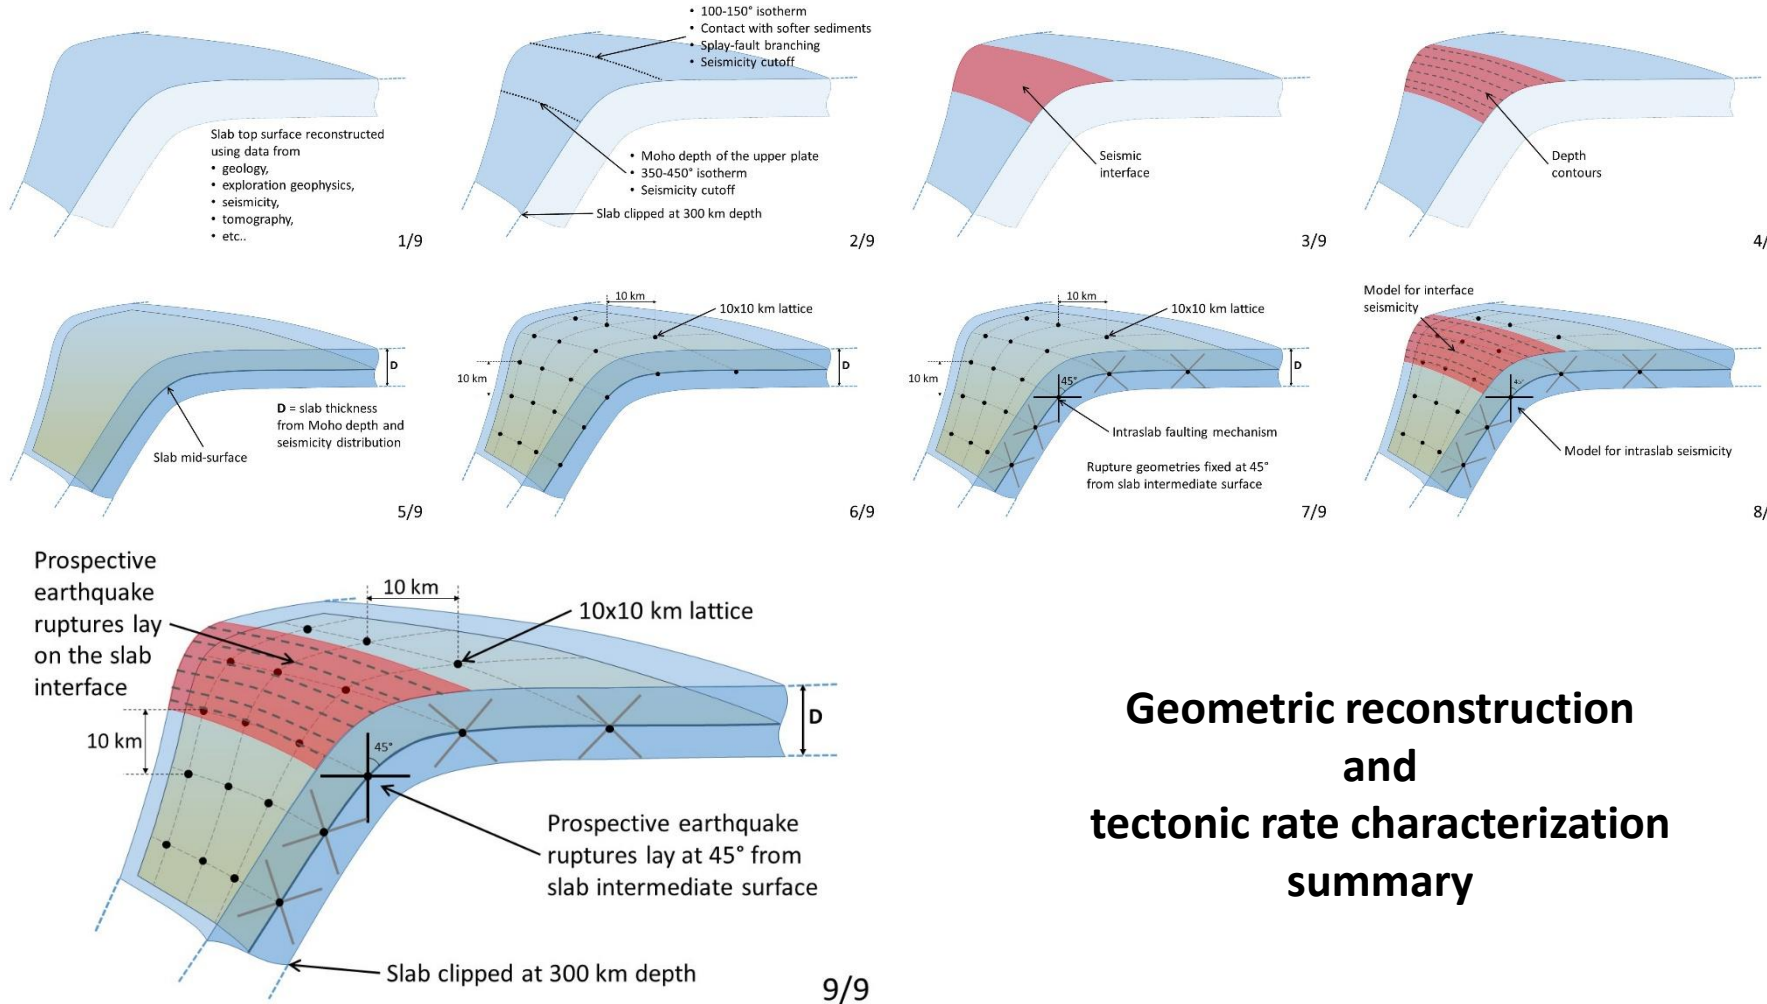 Slab top surface reconstructed
using data from
• geology,
• exploration geophysics,
• seismicity,
• tomography,
• etc..
1/9
• 100-150° isotherm
• Contact with softer sediments
• Splay-fault branching
• Seismicity cutoff
• Moho depth of the upper plate
• 350-450° isotherm
• Seismicity cutoff
Slab clipped at 300 km depth
2/9
Seismic
interface
3/9
Depth
contours
4/
D
D = slab thickness
from Moho depth and
seismicity distribution
Slab mid-surface
5/9
10 km
10x10 km lattice
D
10 km
6/9
10 km
10x10 km lattice
D
10 km
45°
Intraslab faulting mechanism
Rupture geometries fixed at 45°
from slab intermediate surface
7/9
Model for interface
seismicity
45°
Model for intraslab seismicity
8/
Prospective
earthquake
ruptures lay
on the slab
interface
10 km
10x10 km lattice
D
10 km
45°
Prospective earthquake
ruptures lay at 45° from
slab intermediate surface
Slab clipped at 300 km depth
9/9
Geometric reconstruction
and
tectonic rate characterization
summary